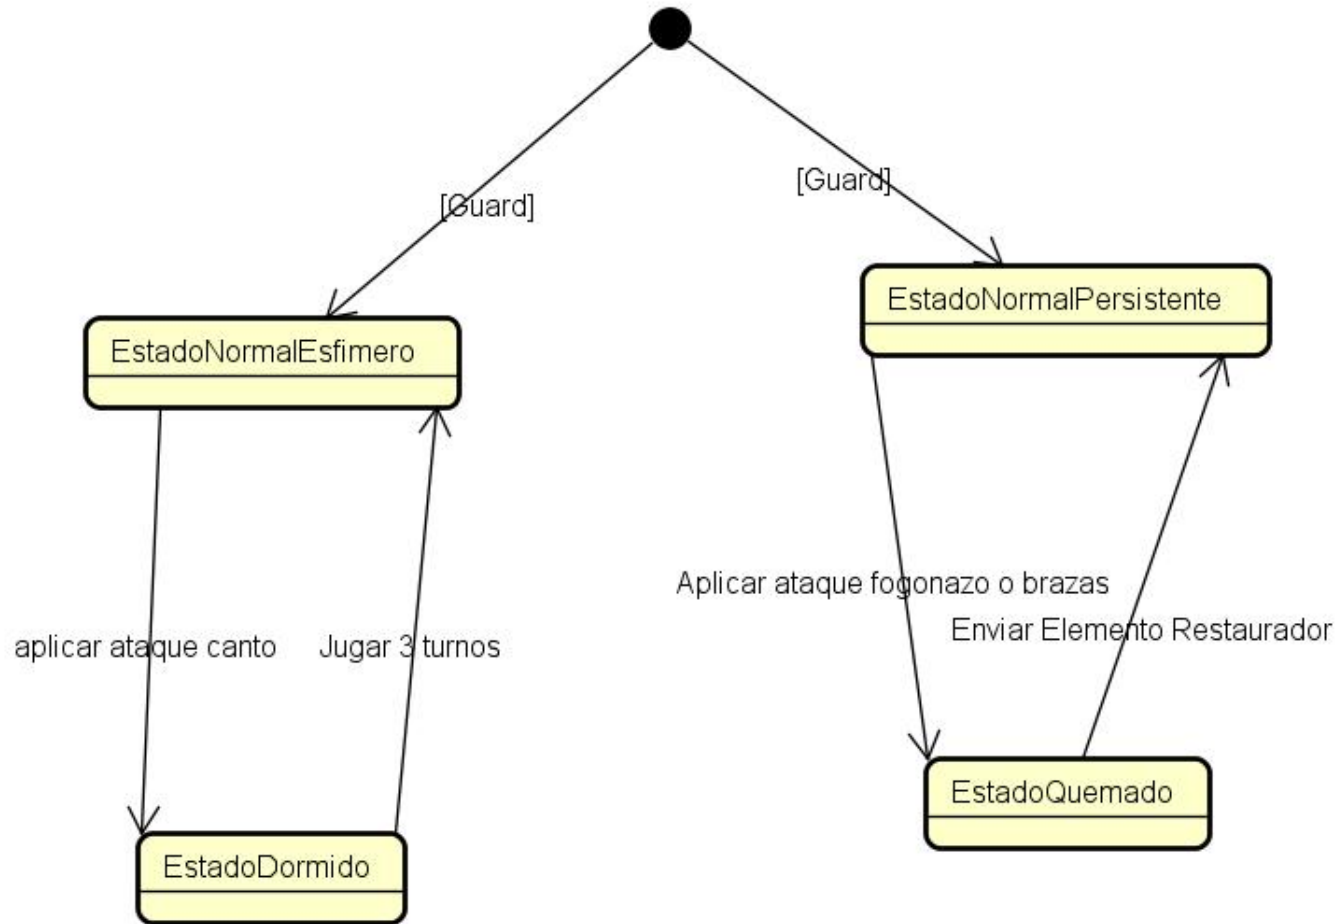 [Guard]
[Guard]
EstadoNormalPersistente
EstadoNormalEsfimero
Aplicar ataque fogonazo o brazas
Enviar Elemento Restaurador
aplicar ataque canto
Jugar 3 turnos
EstadoQuemado
EstadoDormido